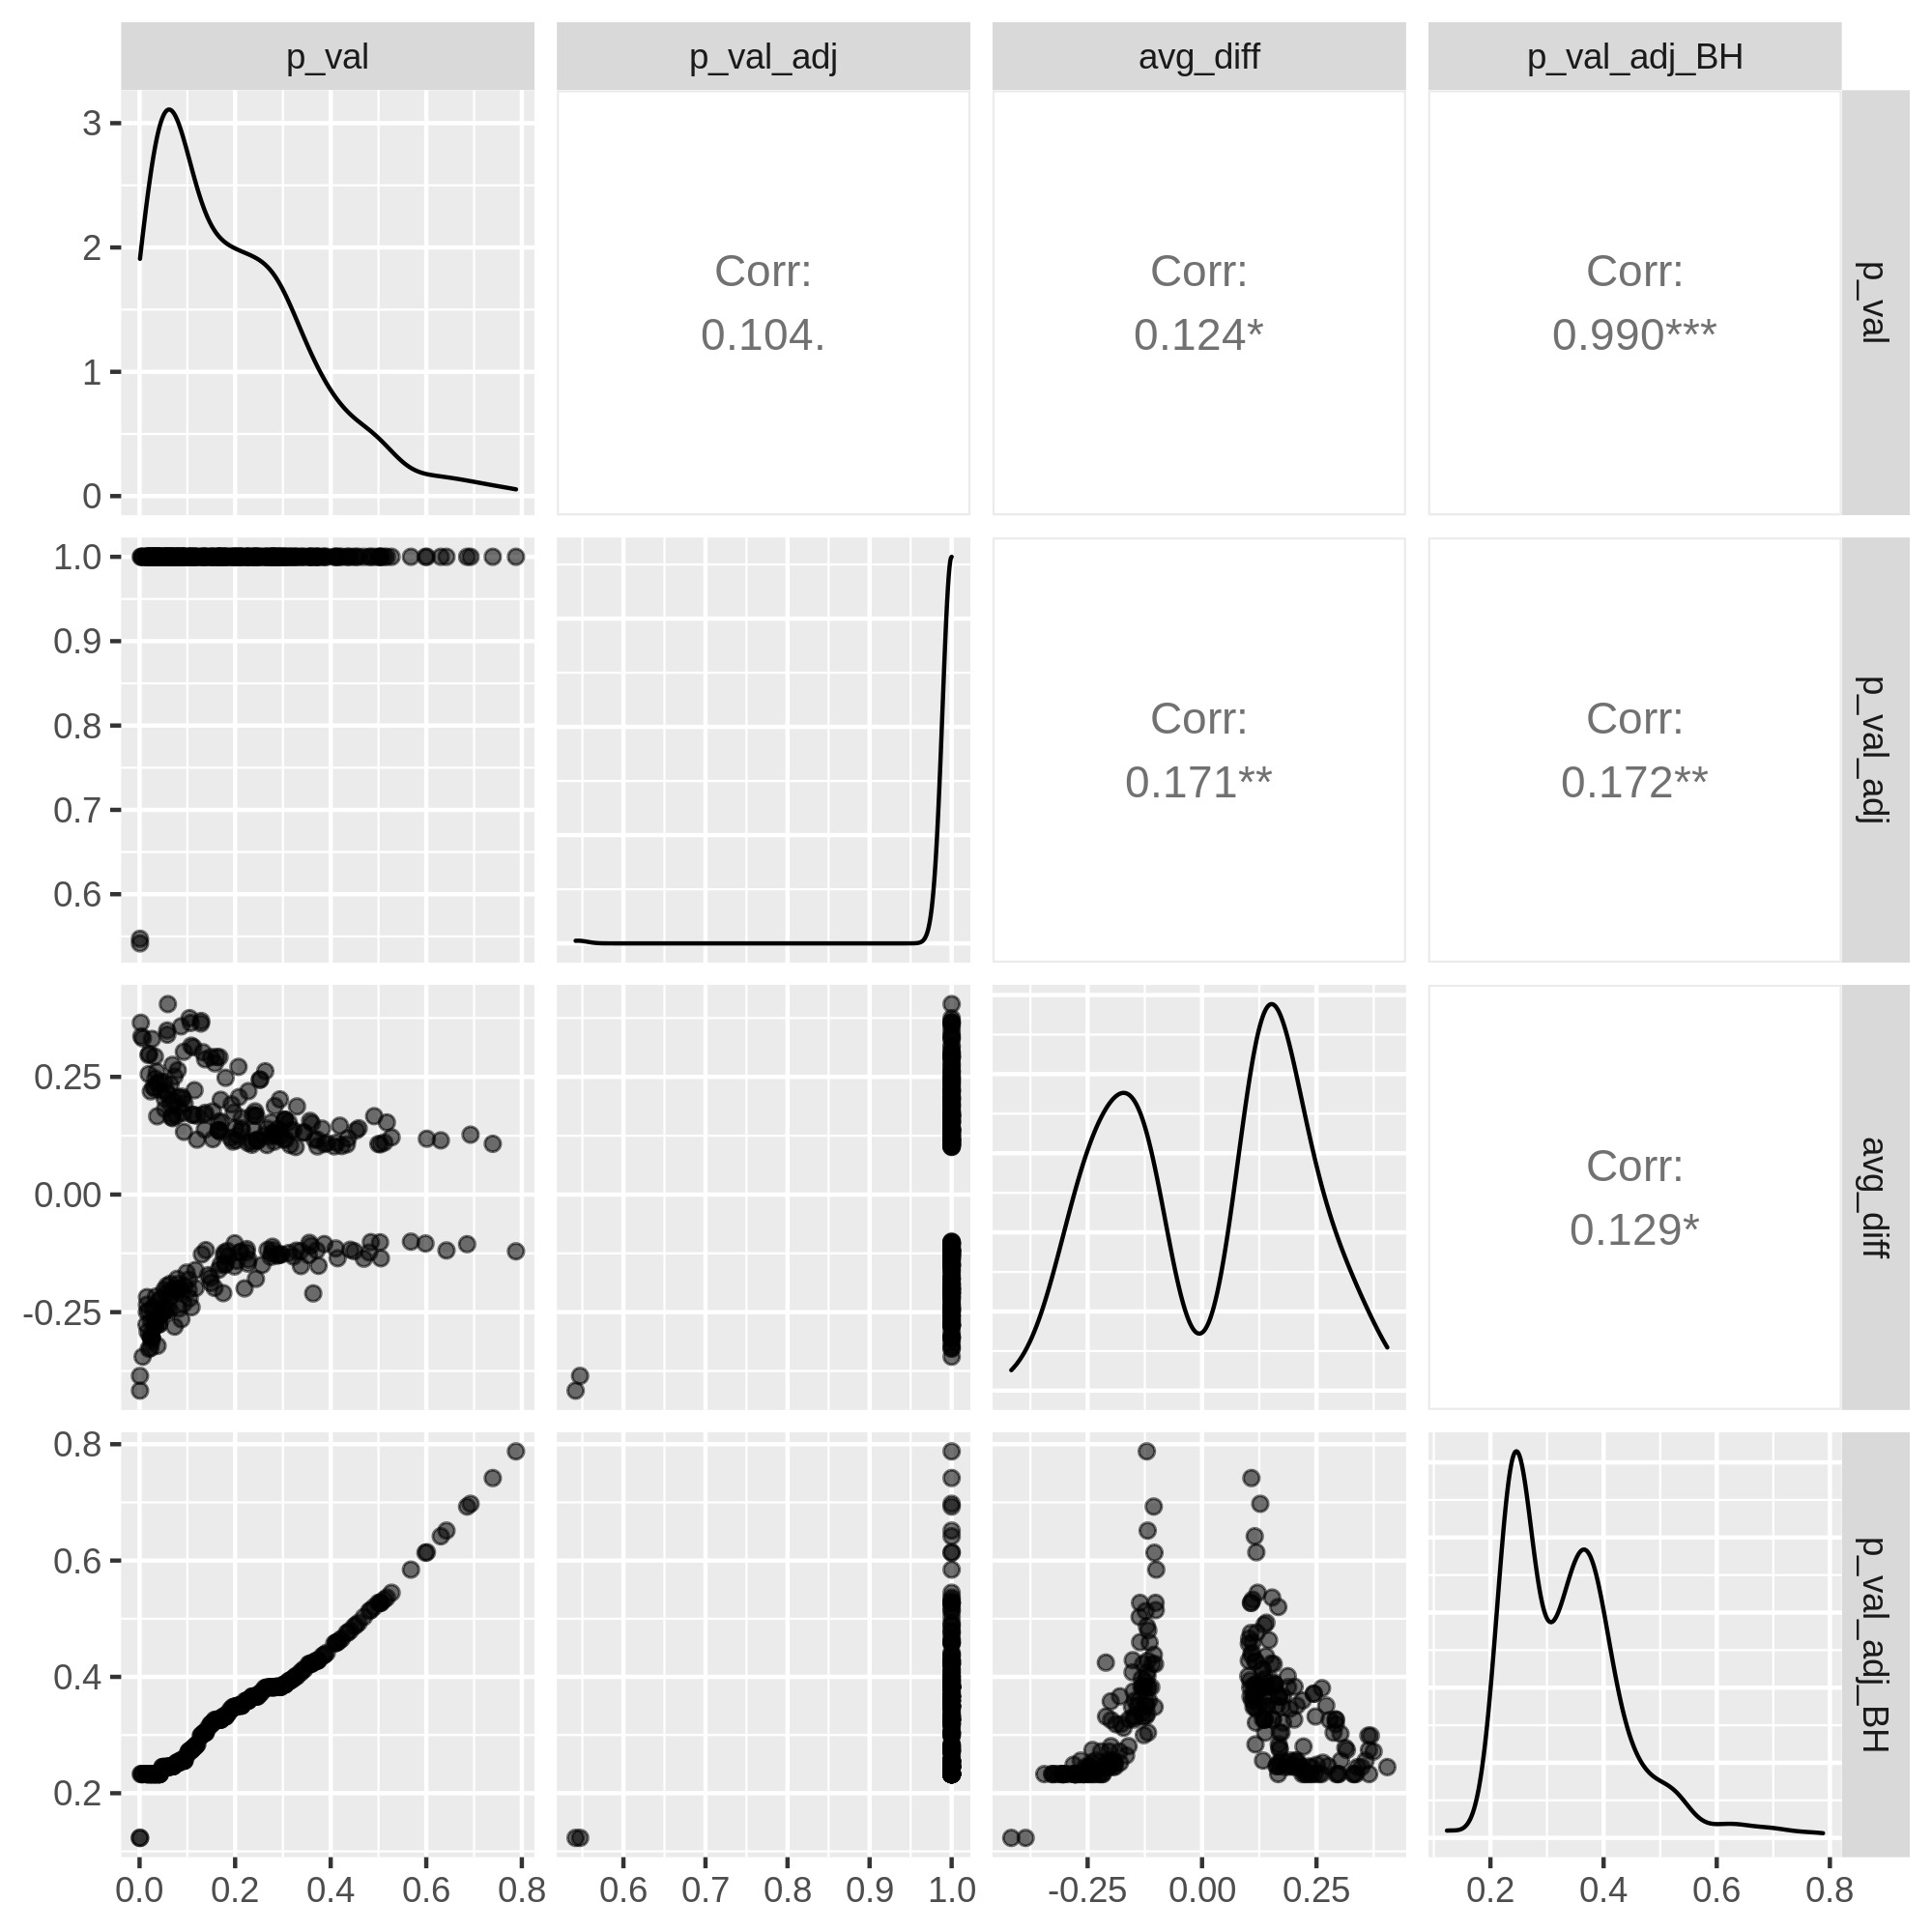 p_val
p_val_adj
avg_diff
p_val_adj_BH
3
2
1
0
Corr:
0.104.
Corr:
0.124*
Corr:
0.990***
p_val
1.0
0.9
0.8
0.7
0.6
Corr:
0.171**
Corr:
0.172**
p_val_adj
0.25
0.00
-0.25
Corr:
0.129*
avg_diff
0.8
0.6
0.4
0.2
p_val_adj_BH
0.0 0.2 0.4 0.6 0.8
0.6 0.7 0.8 0.9 1.0
-0.25 0.00 0.25
0.2 0.4 0.6 0.8